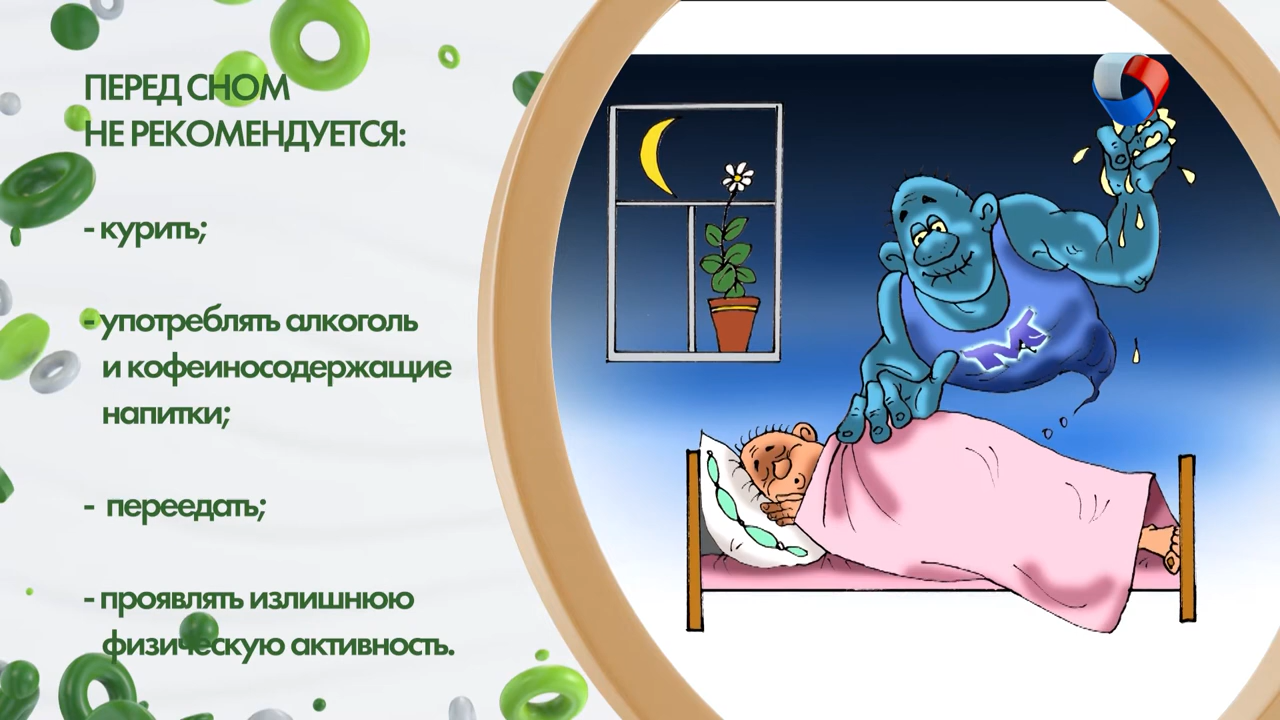 ПЕРЕД СНОМ
НЕ РЕКОМЕНДУЕТСЯ:
- курить;
- употреблять алкоголь
и кофеиносодержащие
напитки;
- переедать;
- проявлять излишнюю
физическую активность.